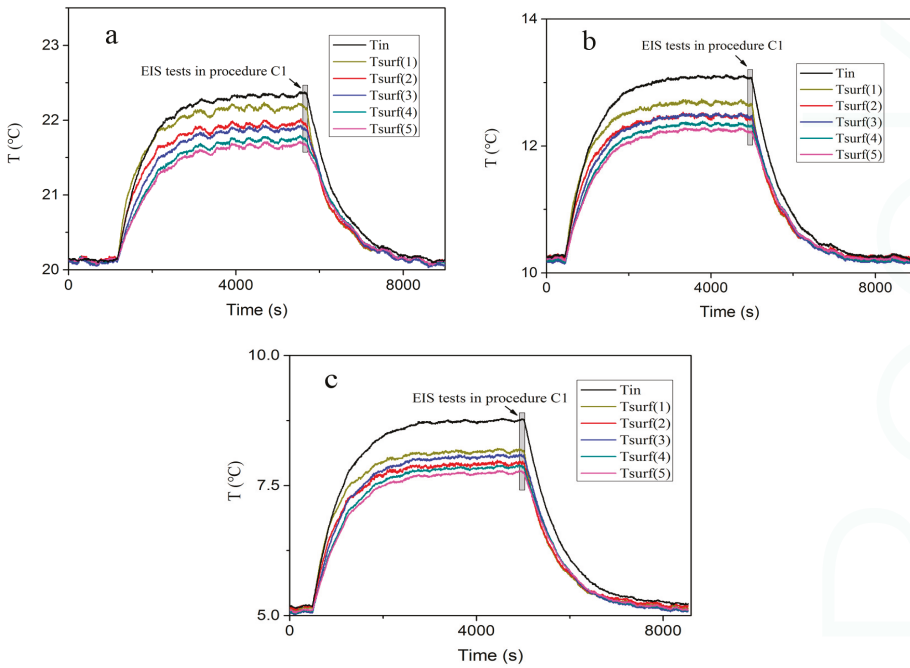 a
EIS tests in procedure C1
Tin
Tsurf(1)
Tsurf(2)
Tsurf(3)
Tsurf(4)
Tsurf(5)
T (°C)
23
22
21
20
0
4000
8000
Time (s)
b
EIS tests in procedure C1
Tin
Tsurf(1)
Tsurf(2)
Tsurf(3)
Tsurf(4)
Tsurf(5)
T (°C)
14
12
10
0
4000
8000
Time (s)
c
EIS tests in procedure C1
Tin
Tsurf(1)
Tsurf(2)
Tsurf(3)
Tsurf(4)
Tsurf(5)
T (°C)
10.0
7.5
5.0
0
4000
8000
Time (s)